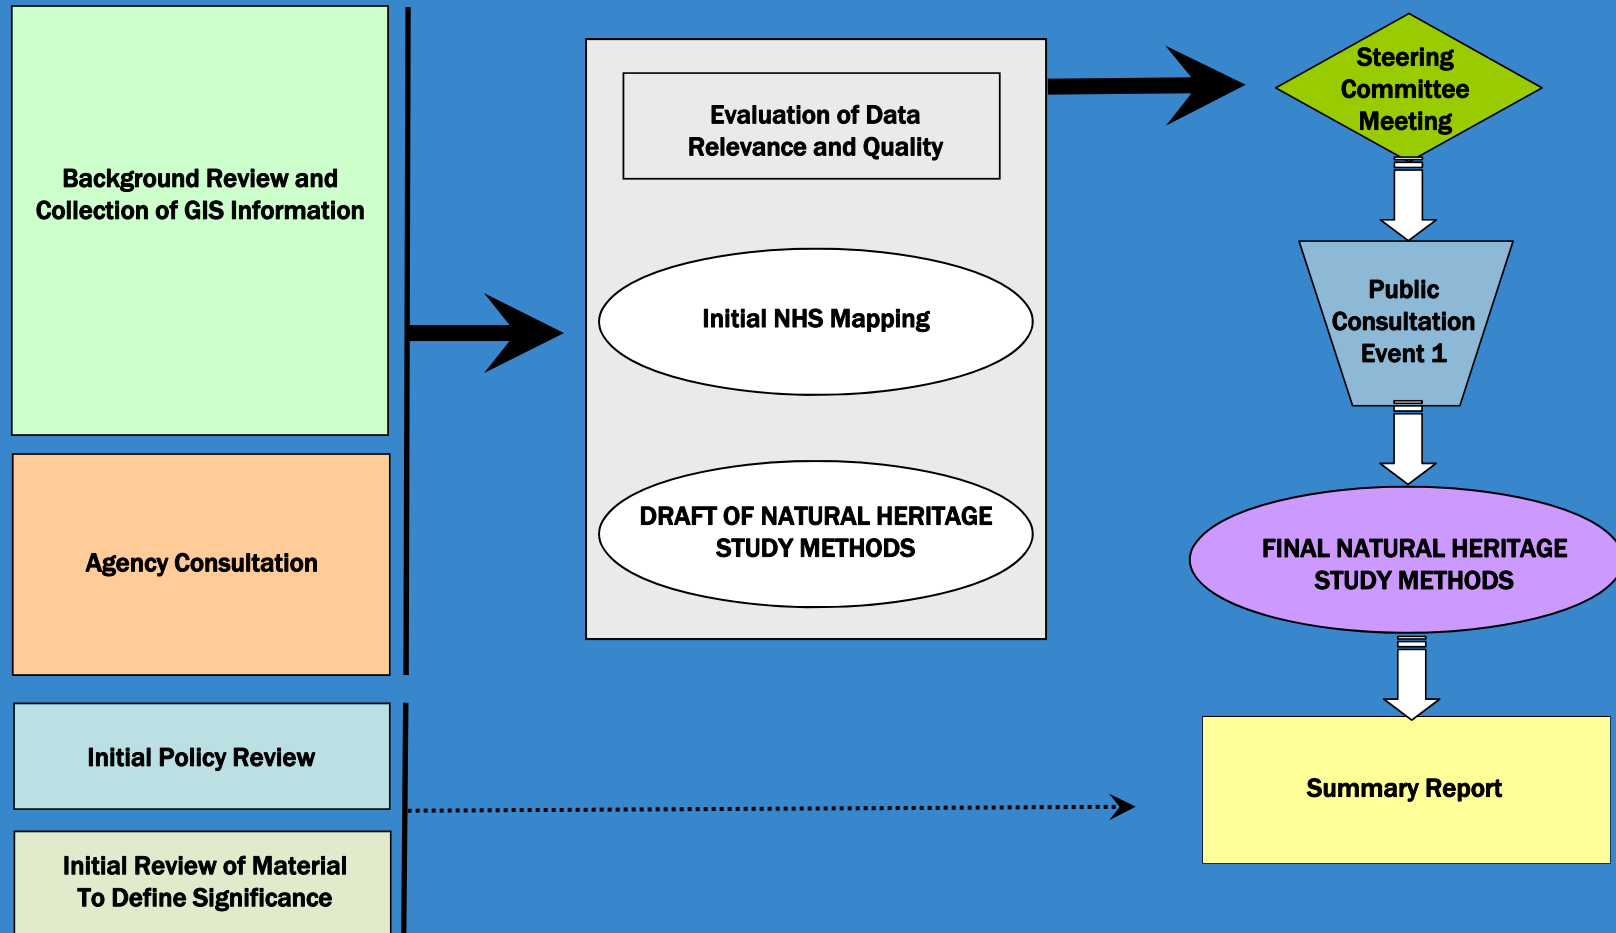 Background Review and
Collection of GIS Information
Agency Consultation
Initial Policy Review
Initial Review of Material
To Define Significance
Evaluation of Data
Relevance and Quality
Initial NHS Mapping
DRAFT OF NATURAL HERITAGE
STUDY METHODS
Steering
Committee
Meeting
Public
Consultation
Event 1
FINAL NATURAL HERITAGE
STUDY METHODS
Summary Report